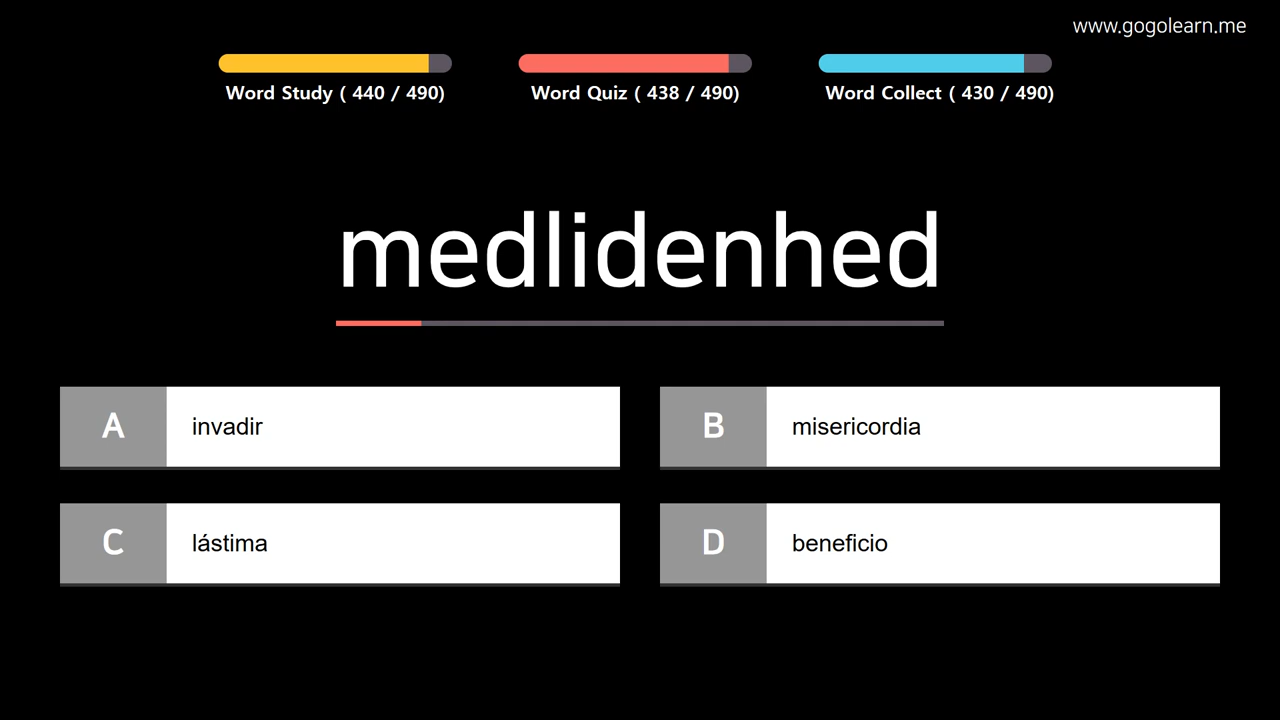 www.gogolearn.me
Word Study ( 440 / 490)
Word Quiz ( 438 / 490)
Word Collect ( 430 / 490)
medlidenhed
A invadir
B misericordia
C lástima
D beneficio